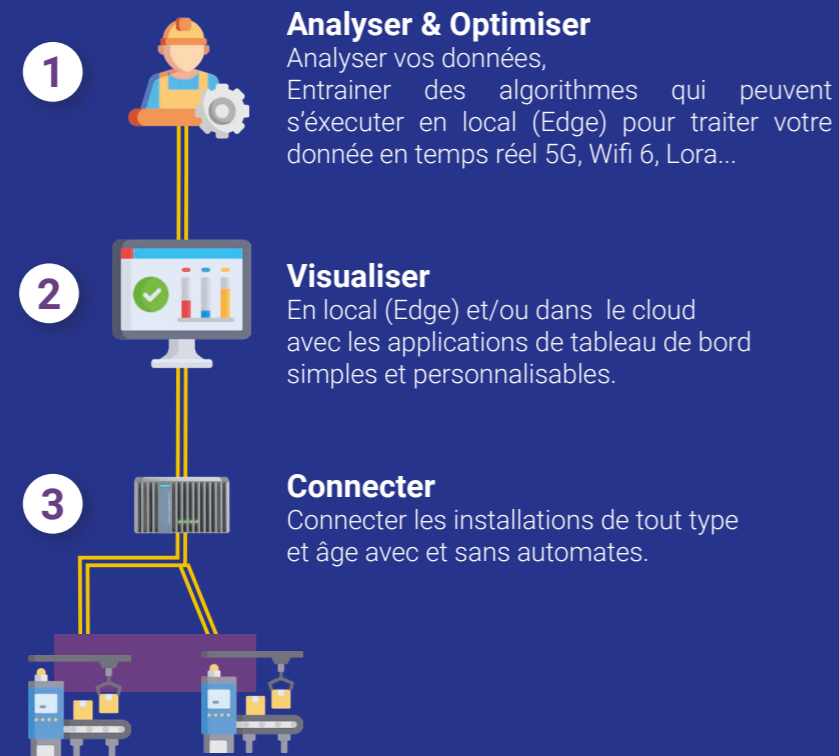 1
Analyser & Optimiser
Analyser vos données,
Entrainer des algorithmes qui peuvent
s'éxecuter en local (Edge) pour traiter votre
donnée en temps réel 5G, Wifi 6, Lora...
2
Visualiser
En local (Edge) et/ou dans le cloud
avec les applications de tableau de bord
simples et personnalisables.
3
Connecter
Connecter les installations de tout type
et âge avec et sans automates.